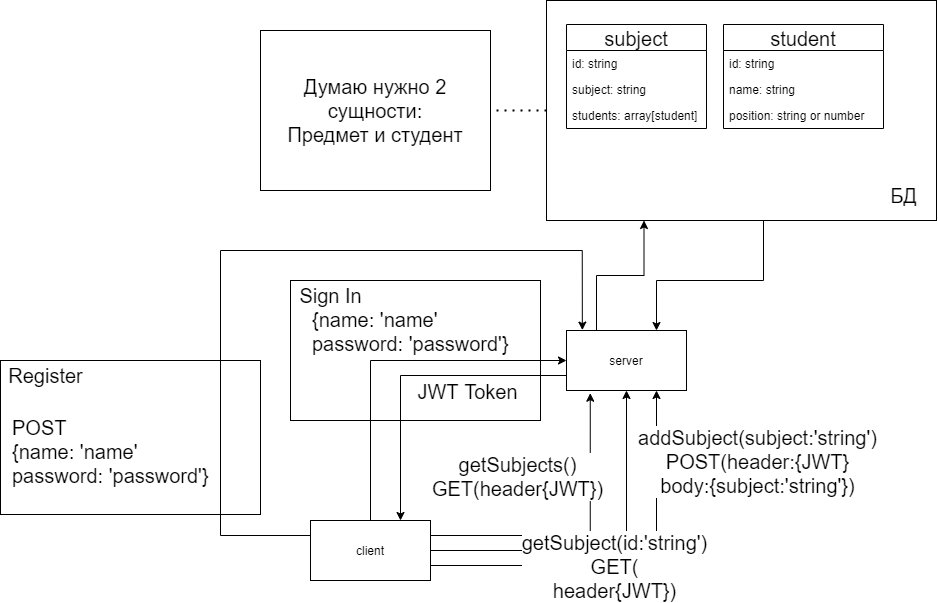 subject
id: string
subject: string
students: array[student]
student
id: string
name: string
position: string or number
БД
Думаю нужно 2
сущности:
Предмет и студент
Sign In
{name: 'name'
password: 'password'}
JWT Token
server
Register
POST
{name: 'name'
password: 'password'}
getSubjects()
GET(header{JWT})
addSubject(subject:'string')
POST(header:{JWT}
body:{subject:'string'})
client
getSubject(id:'string')
GET(
header{JWT})